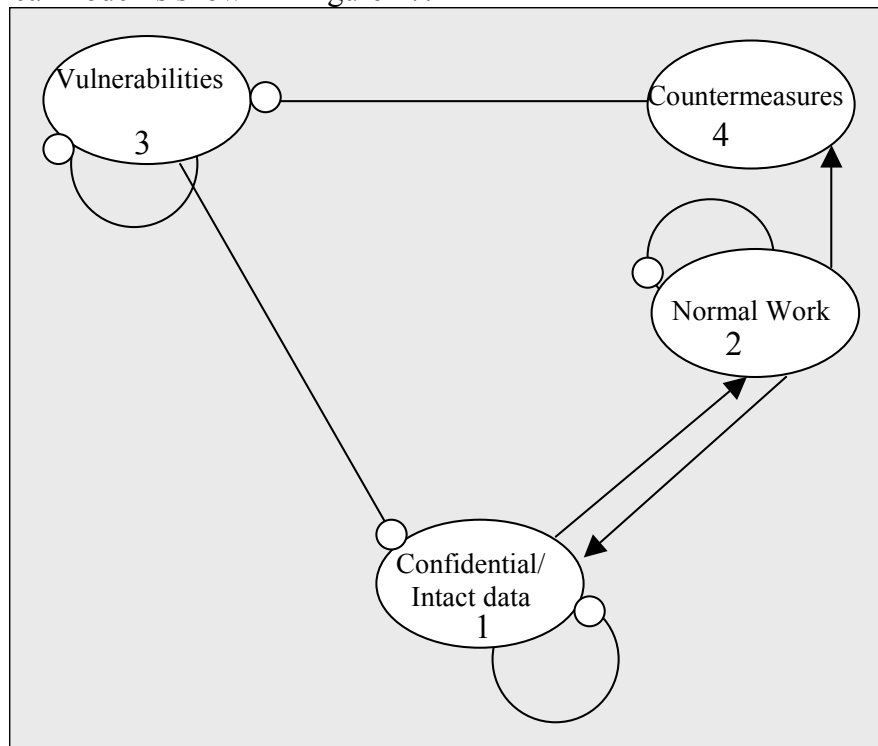 Vulnerabilities
3
Countermeasures
4
Normal Work
2
Confidential/
Intact data
1